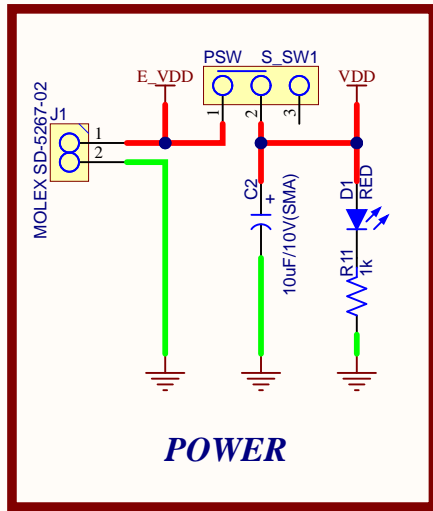 PSW S_SW1
E_VDD VDD
J1
MOLEX SD-5267-02
1
2
1
2
3
C2
+
10uF/10V(SMA)
D1
RED
R11
1k
POWER